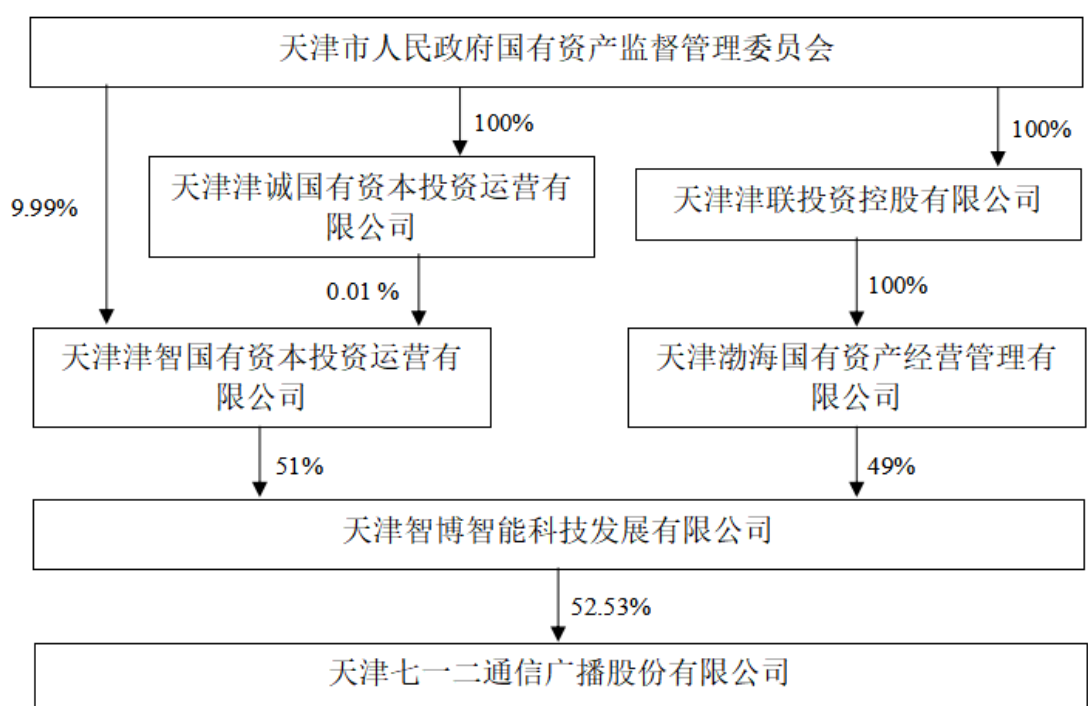 天津市人民政府国有资产监督管理委员会
100%
100%
天津津诚国有资本投资运营有
限公司
天津津联投资控股有限公司
9.99%
0.01 %
100%
天津津智国有资本投资运营有
限公司
天津渤海国有资产经营管理有
限公司
51%
49%
天津智博智能科技发展有限公司
52.53%
天津七一二通信广播股份有限公司